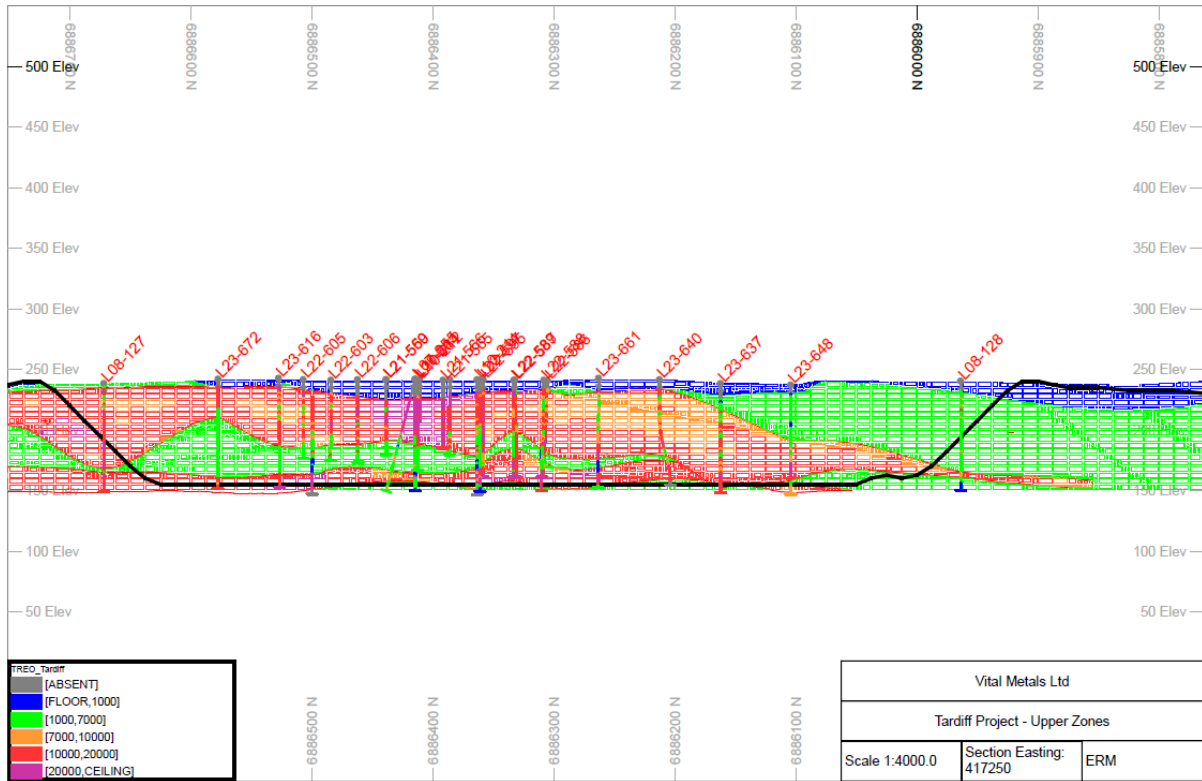 6886700 N
6886600 N
6886500 N
6886400 N
6886300 N
6886200 N
6886100 N
6886000 N
6885900 N
6885800 N
500 Elev
500 Elev
450 Elev
450 Elev
400 Elev
400 Elev
350 Elev
350 Elev
300 Elev
300 Elev
250 Elev
250 Elev
L08-127
L23-672
L23-616
L22-605
L22-603
L22-606
L23-661
L23-640
L23-637
L23-648
L08-128
150 Elev
150 Elev
100 Elev
100 Elev
50 Elev
50 Elev
TREO_Tardiff
[ABSENT]
[FLOOR,1000]
[1000,7000]
[7000,10000]
[10000,20000]
[20000,CEILING]
6886500 N
6886400 N
6886300 N
6886200 N
6886100 N
Vital Metals Ltd
Tardiff Project - Upper Zones
Scale 1:4000.0
Section Easting:
417250
ERM